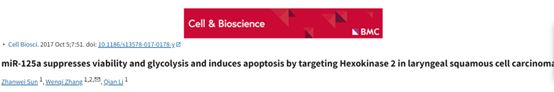 Cell & Bioscience
BMC
• Cell Biosci. 2017 Oct 5;7:51. doi: 10.1186/s13578-017-0178-y
miR-125a suppresses viability and glycolysis and induces apoptosis by targeting Hexokinase 2 in laryngeal squamous cell carcinoma
Zhanwei Sun 1, Wenqi Zhang 1,2,✉, Qian Li 1